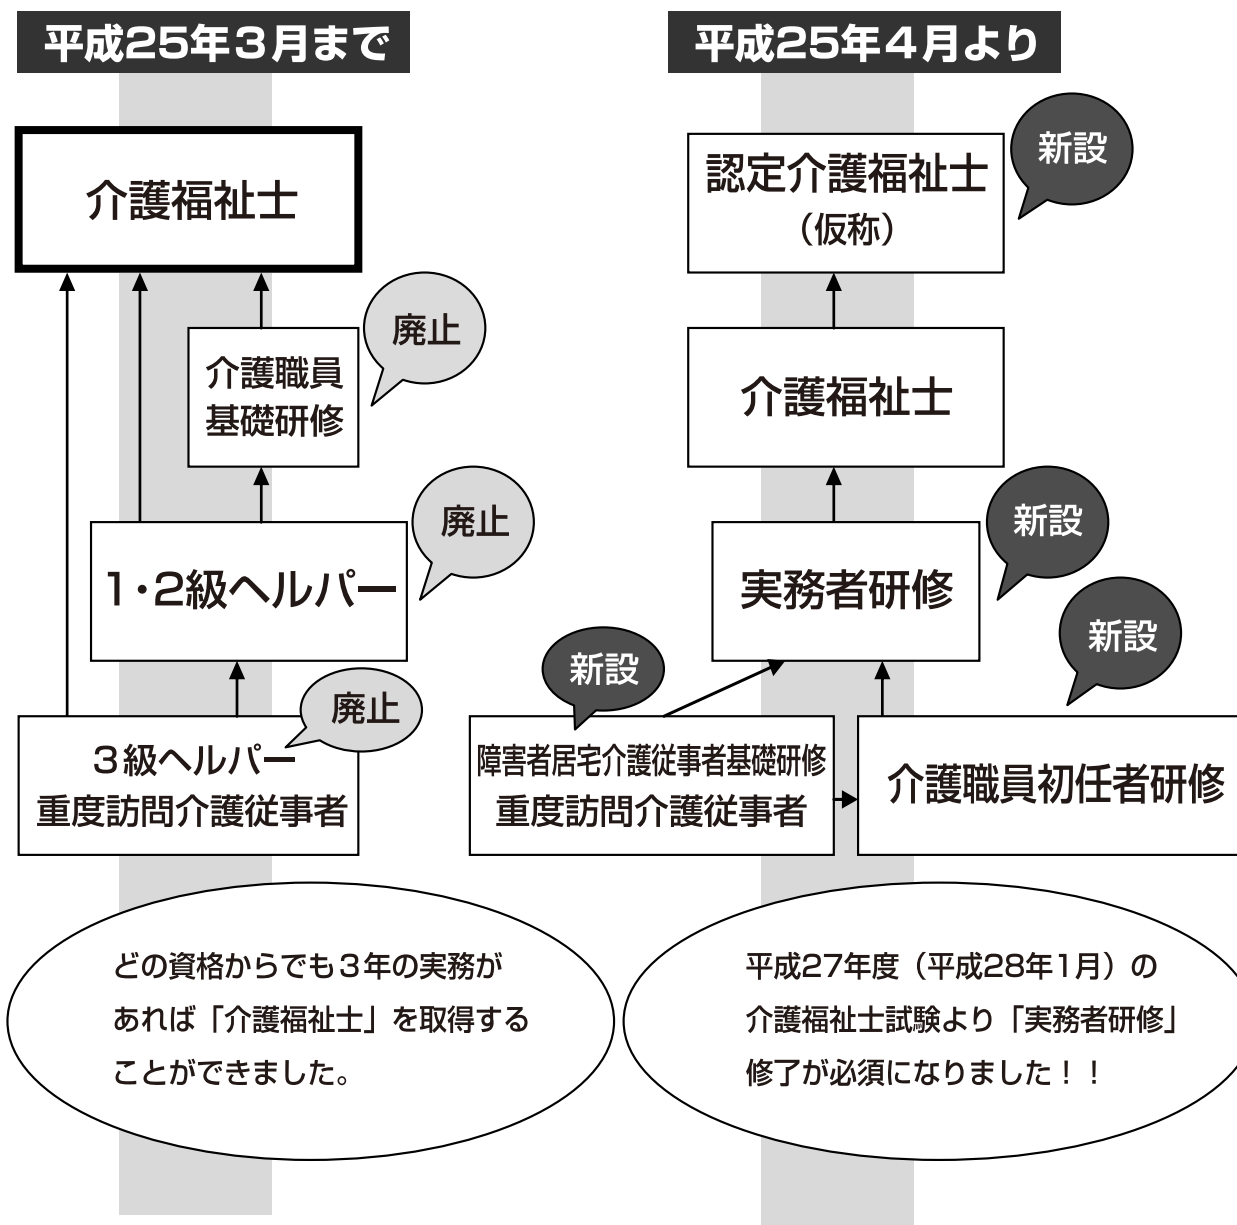 平成25年3月まで
介護福祉士
廃止
介護職員
基礎研修
廃止
1・2級ヘルパー
廃止
3級ヘルパー
重度訪問介護従事者
どの資格からでも3年の実務が
あれば「介護福祉士」を取得する
ことができました。
平成25年4月より
新設
認定介護福祉士
（仮称）
介護福祉士
新設
実務者研修
新設
新設
障害者居宅介護従事者基礎研修
重度訪問介護従事者
介護職員初任者研修
平成27年度（平成28年1月）の
介護福祉士試験より「実務者研修」
修了が必須になりました！！